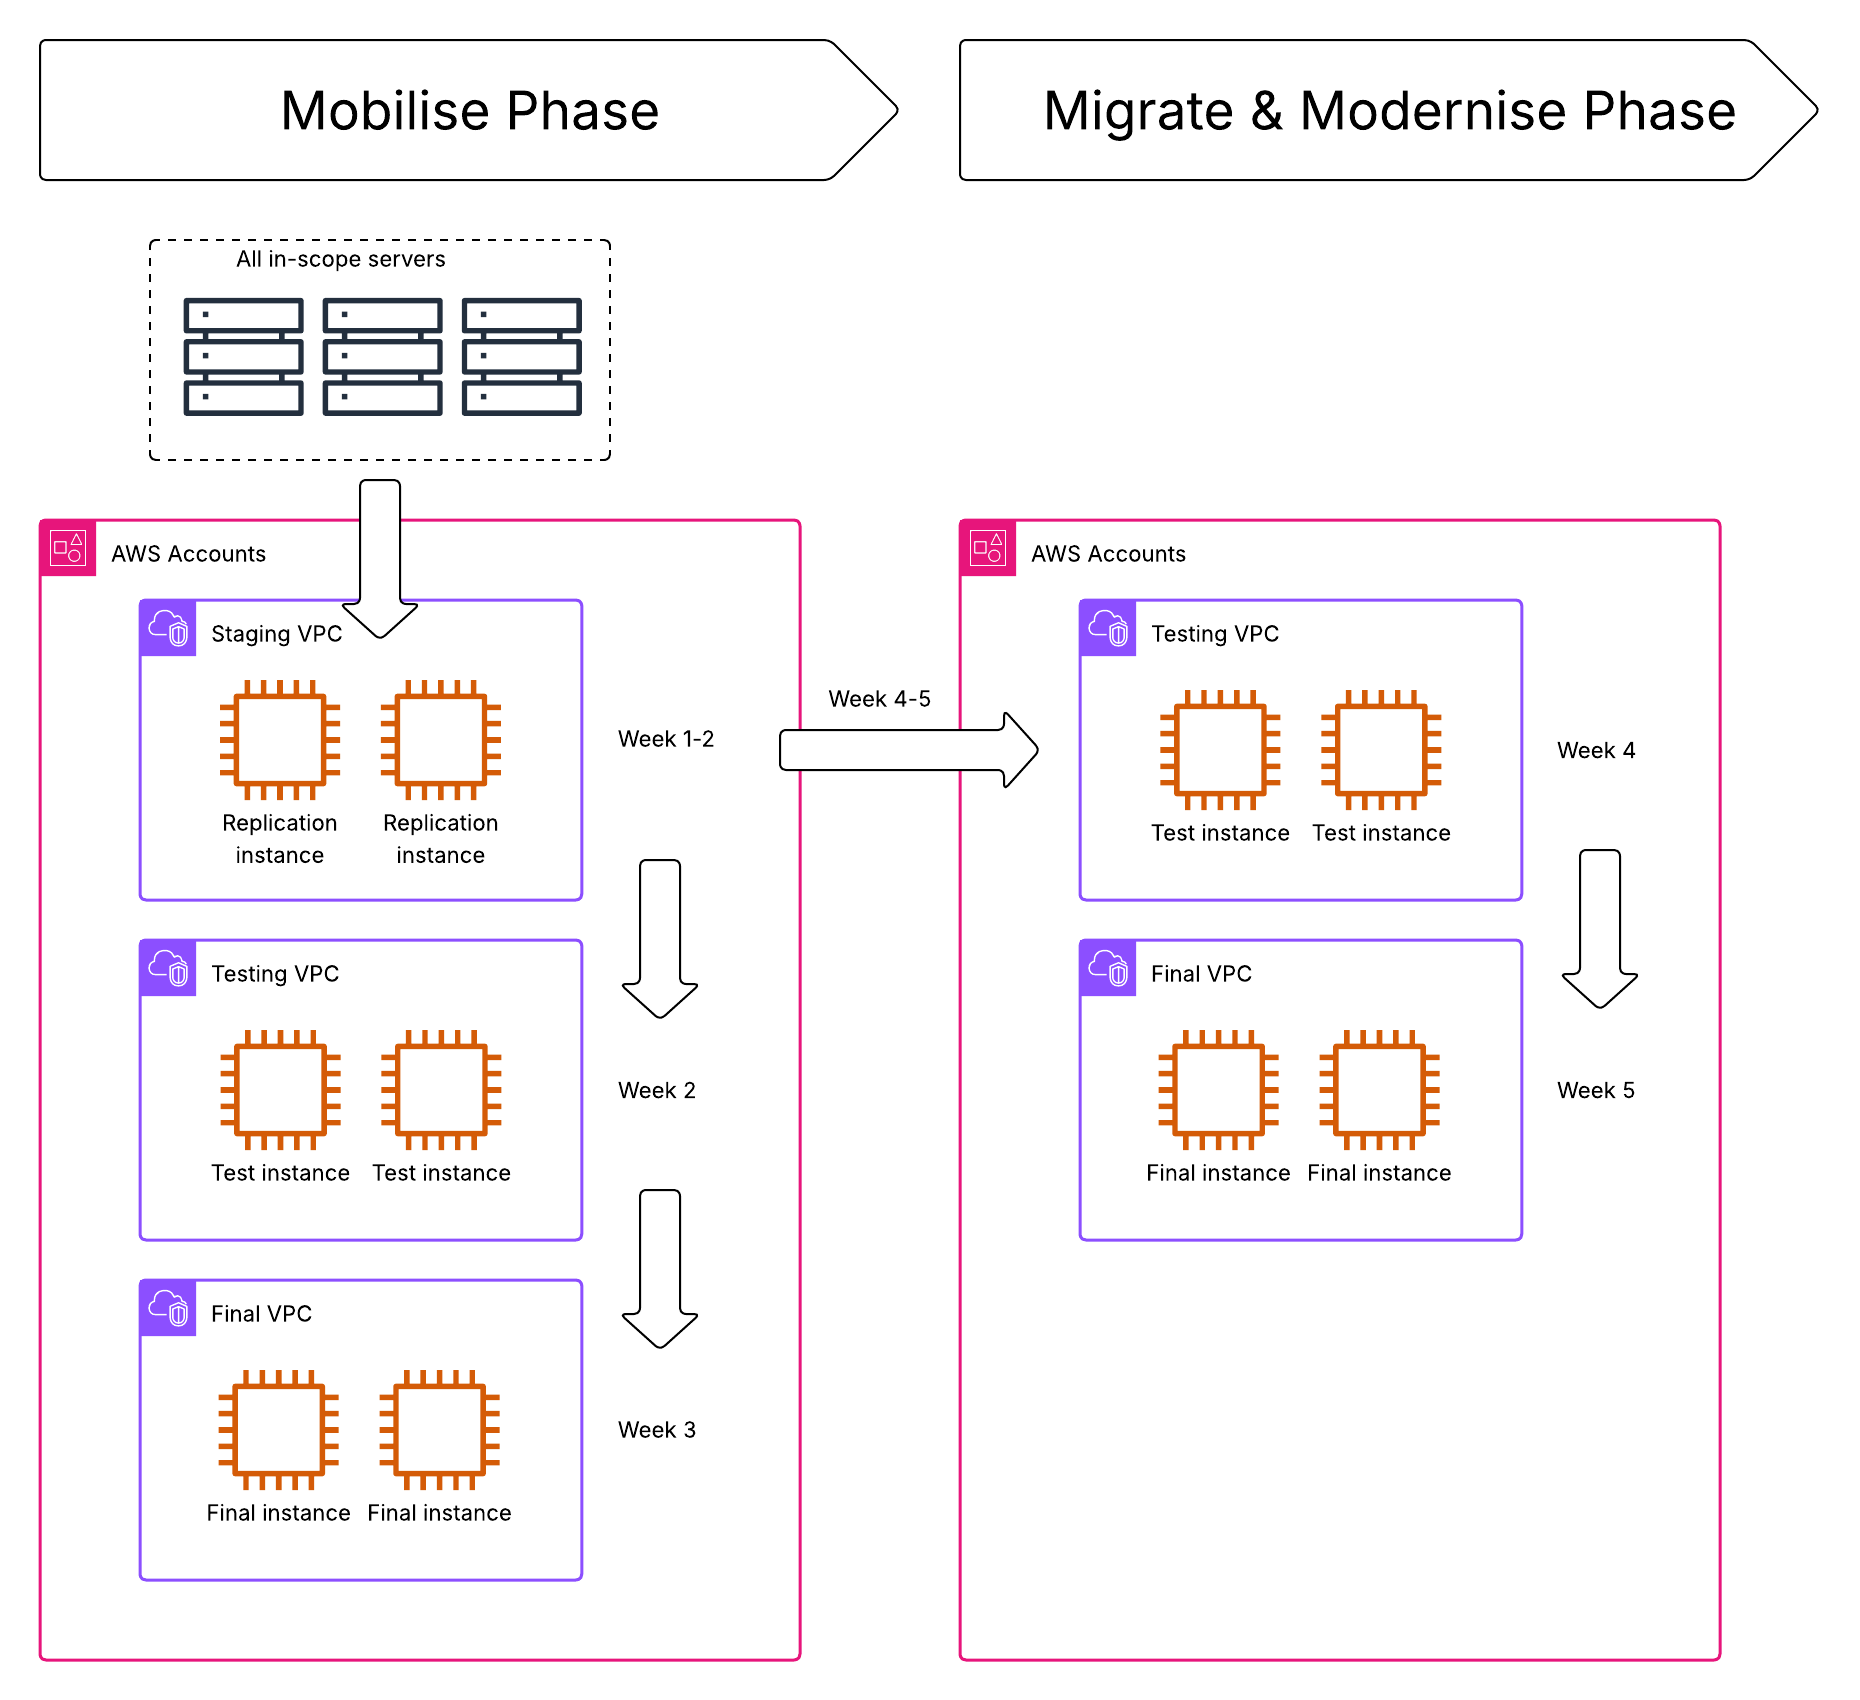 Mobilise Phase
Migrate & Modernise Phase
All in-scope servers
AWS Accounts
Staging VPC
Replication
instance
Replication
instance
Week 1-2
Testing VPC
Test instance
Test instance
Week 2
Final VPC
Final instance
Final instance
Week 3
Week 4-5
AWS Accounts
Testing VPC
Test instance
Test instance
Week 4
Final VPC
Final instance
Final instance
Week 5